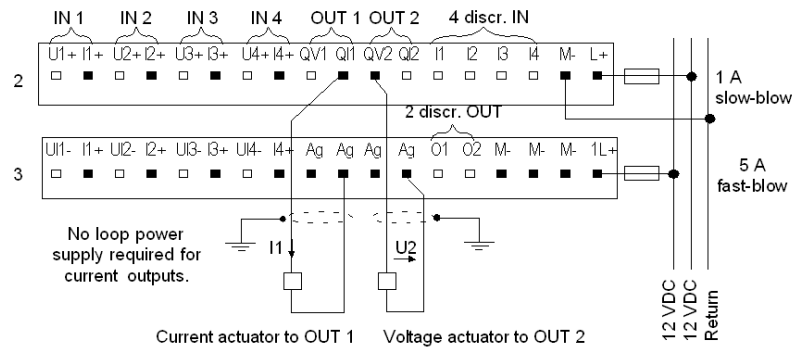 IN 1 IN 2 IN 3 IN 4 OUT 1 OUT 2 4 discr. IN
U1+ I1+ U2+ I2+ U3+ I3+ U4+ I4+ QV1 QI1 QV2 QI2 I1 I2 I3 I4 M- L+
2
1 A
slow-blow
2 discr. OUT
UI1- I1+ UI2- I2+ UI3- I3+ UI4- I4+ Ag Ag Ag Ag O1 O2 M- M- M- 1L+
3
5 A
fast-blow
No loop power
supply required for
current outputs.
I1
U2
12 VDC
12 VDC
Return
Current actuator to OUT 1 Voltage actuator to OUT 2